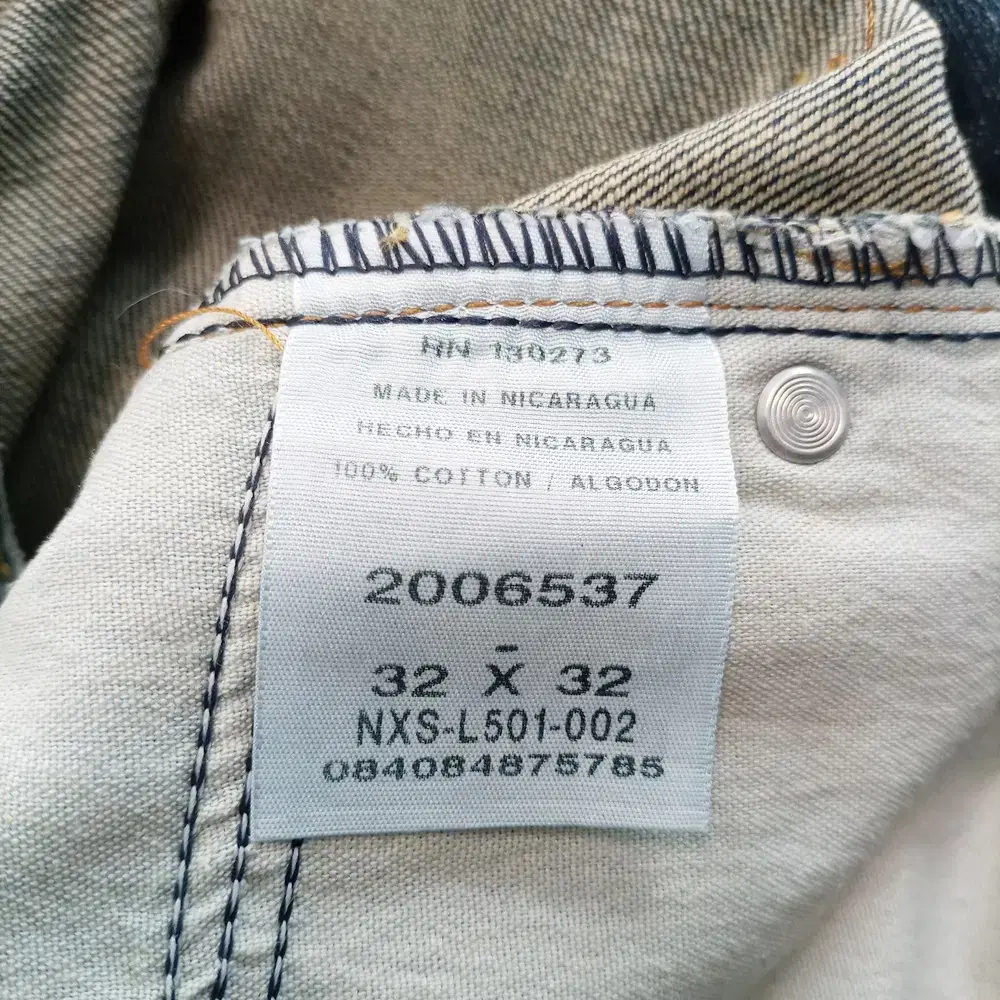 RN 130273
MADE IN NICARAGUA
HECHO EN NICARAGUA
100% COTTON / ALGODON
2006537
-
32 X 32
NXS-L501-002
084084875785